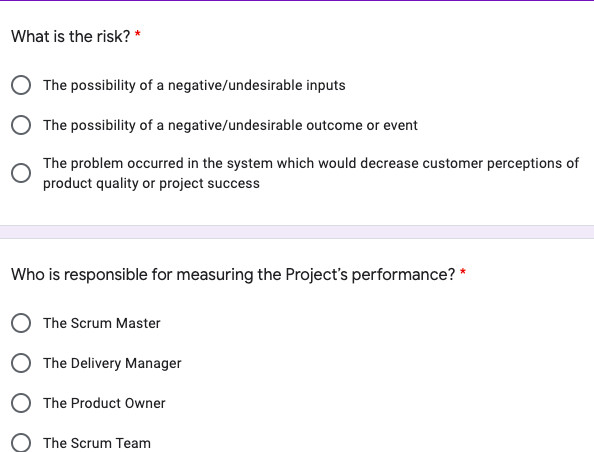 What is the risk? *
The possibility of a negative/undesirable inputs
The possibility of a negative/undesirable outcome or event
The problem occurred in the system which would decrease customer perceptions of
product quality or project success
Who is responsible for measuring the Project's performance? *
The Scrum Master
The Delivery Manager
The Product Owner
The Scrum Team